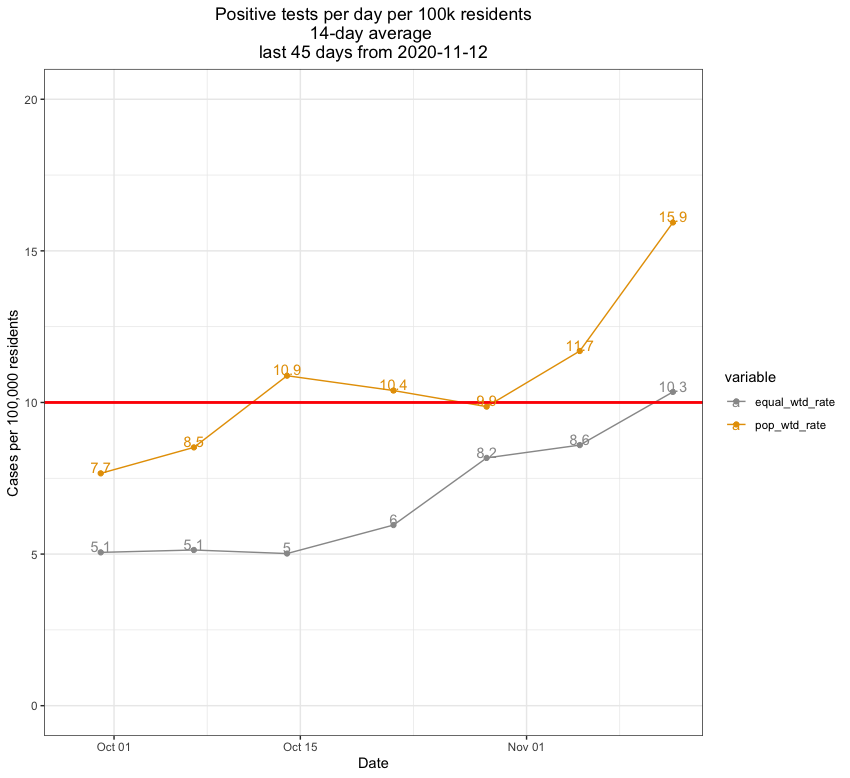 Positive tests per day per 100k residents
14-day average
last 45 days from 2020-11-12
20
15
10
5
0
Cases per 100,000 residents
15.9
11.7
10.9
10.4
9.9
10.3
8.5
7.7
8.6
8.2
6
5.1
5.1
5
Oct 01
Oct 15
Nov 01
Date
variable
a equal_wtd_rate
a pop_wtd_rate